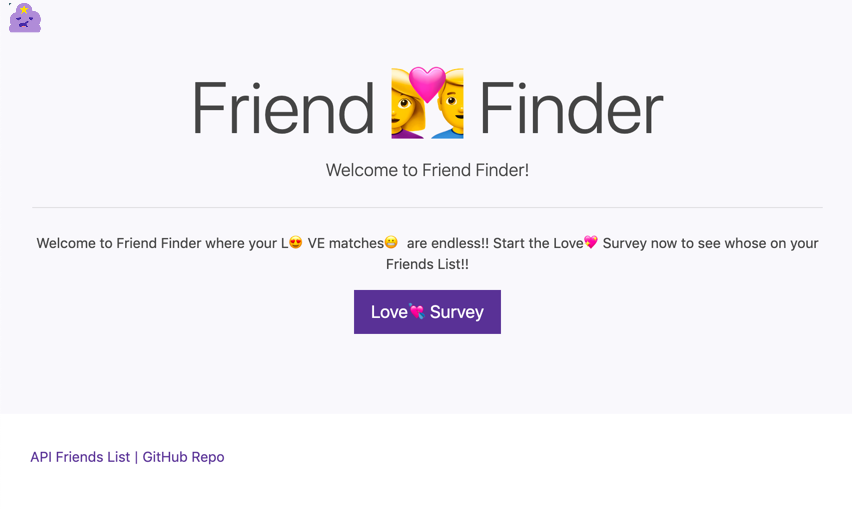 Friend 💑 Finder
Welcome to Friend Finder!
Welcome to Friend Finder where your L😍 VE matches😁 are endless!! Start the Love💖 Survey now to see whose on your
Friends List!!
Love💘 Survey
API Friends List | GitHub Repo